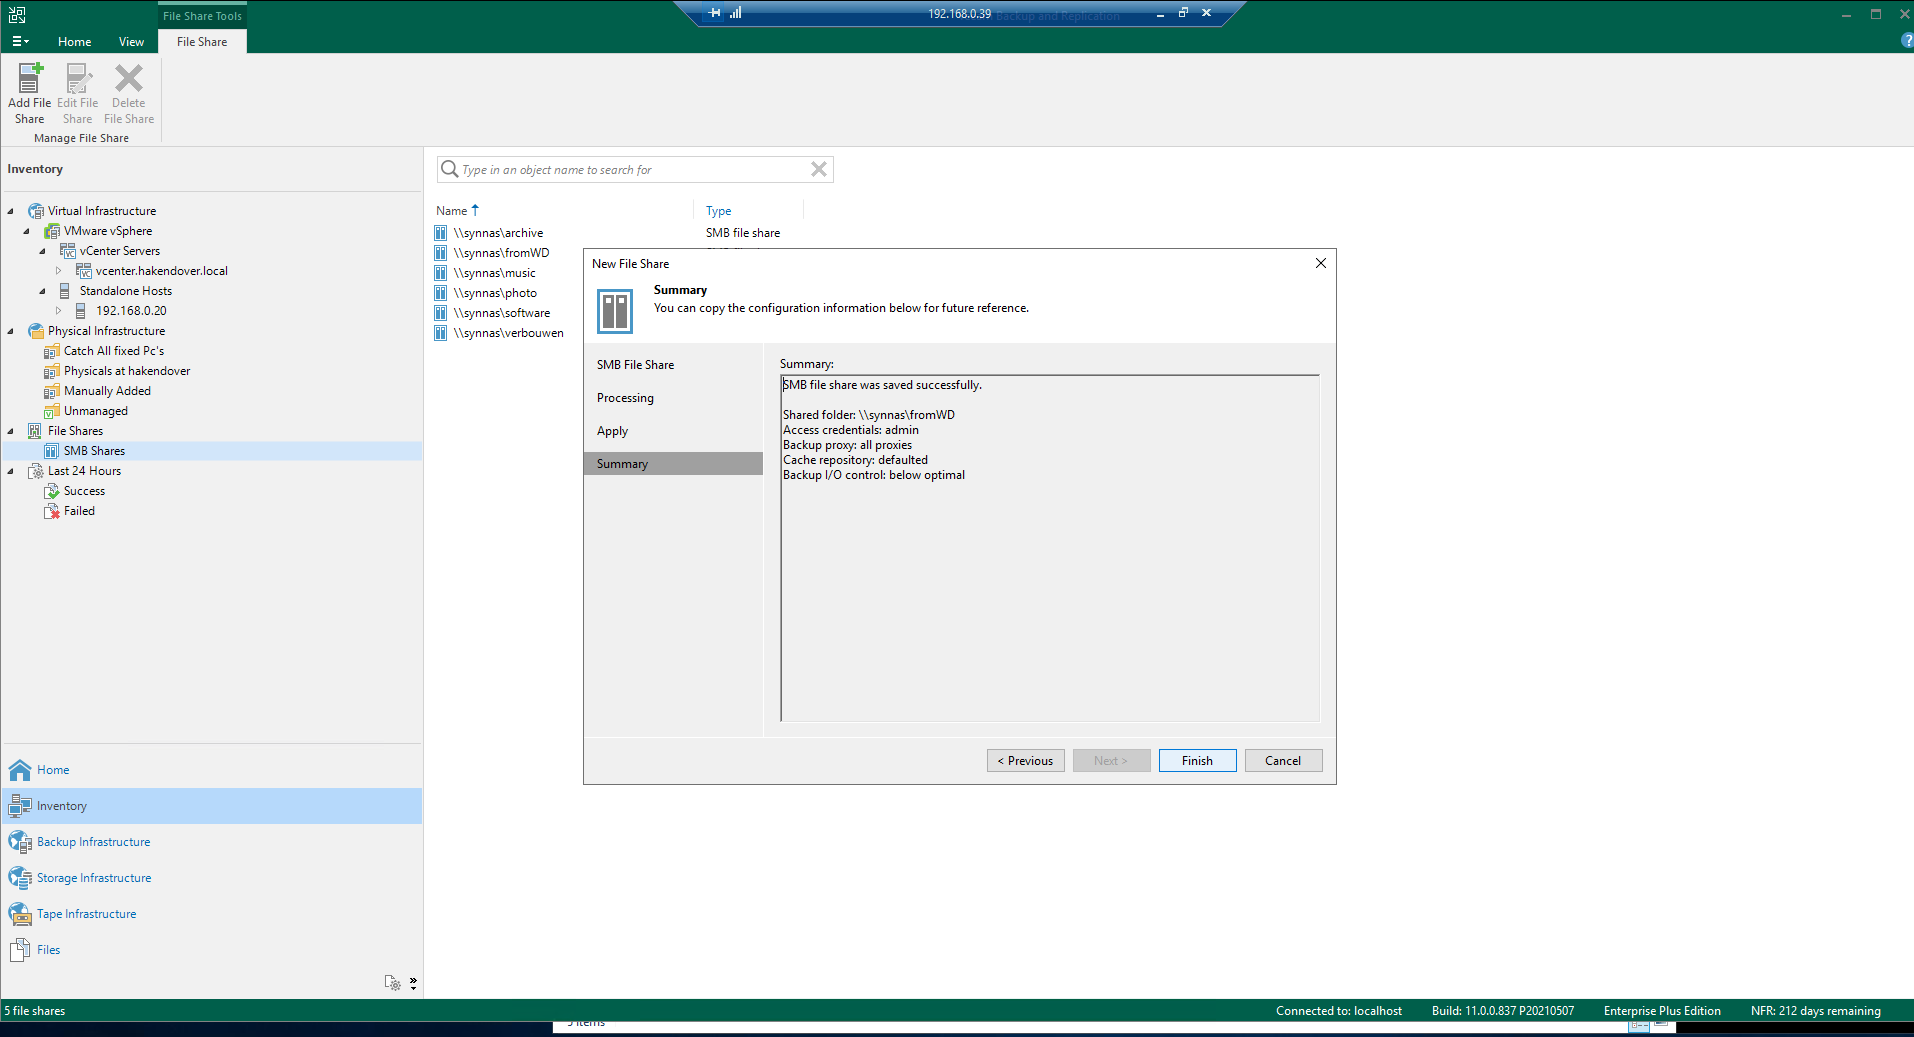 File Share Tools
192.168.0.39
Backup and Replication
Home
View
File Share
Add File Share
Edit File Share
Delete File Share
Manage File Share
Inventory
Type in an object name to search for
Virtual Infrastructure
VMware vSphere
vCenter Servers
vcenter.hakendover.local
Standalone Hosts
192.168.0.20
Physical Infrastructure
Catch All fixed Pc's
Physicals at hakendover
Manually Added
Unmanaged
File Shares
SMB Shares
Last 24 Hours
Success
Failed
Name
Type
\\synnas\archive
SMB file share
\\synnas\fromWD
\\synnas\music
\\synnas\photo
\\synnas\software
\\synnas\verbouwen
New File Share
Summary
You can copy the configuration information below for future reference.
SMB File Share
Processing
Apply
Summary
Summary:
SMB file share was saved successfully.
Shared folder: \\synnas\fromWD
Access credentials: admin
Backup proxy: all proxies
Cache repository: defaulted
Backup I/O control: below optimal
< Previous
Next >
Finish
Cancel
Home
Inventory
Backup Infrastructure
Storage Infrastructure
Tape Infrastructure
Files
5 file shares
Connected to: localhost
Build: 11.0.0.837 P20210507
Enterprise Plus Edition
NFR: 212 days remaining